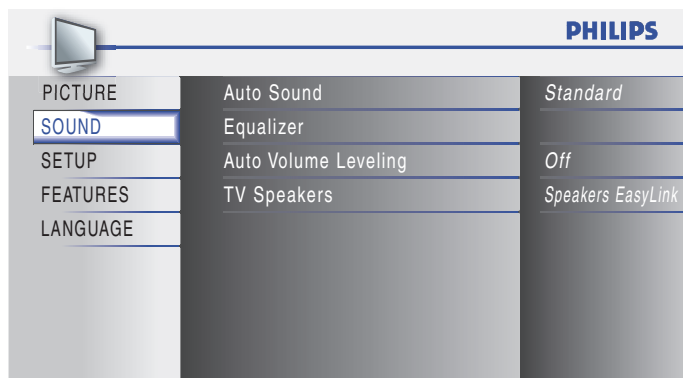 PHILIPS
PICTURE Auto Sound Standard
SOUND Equalizer
SETUP Auto Volume Leveling Off
FEATURES TV Speakers Speakers EasyLink
LANGUAGE